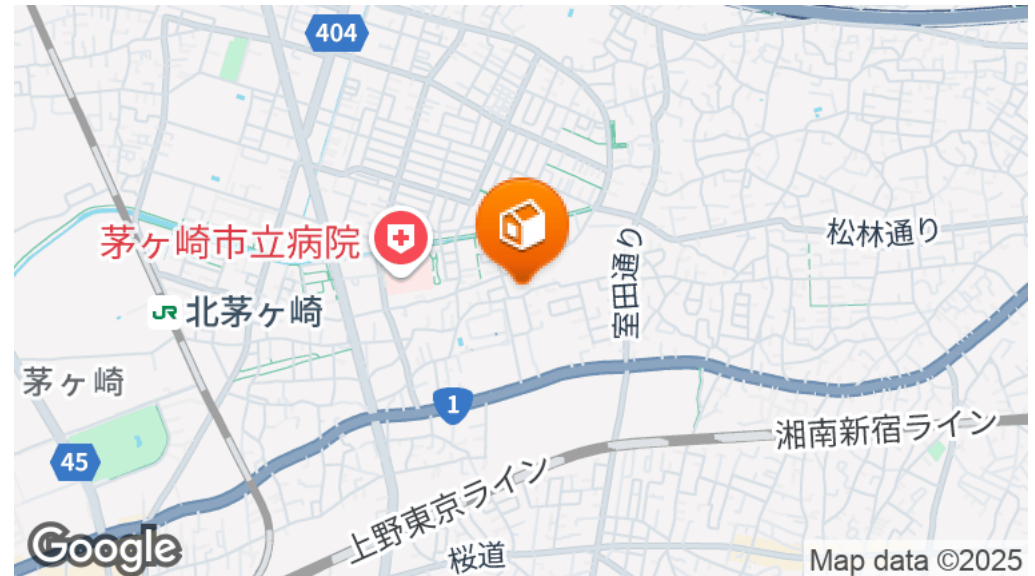 404
茅ヶ崎市立病院
松林通り
室田通り
JR 北茅ヶ崎
茅ヶ崎
1
湘南新宿ライン
45
上野東京ライン
桜道
Google
Map data ©2025